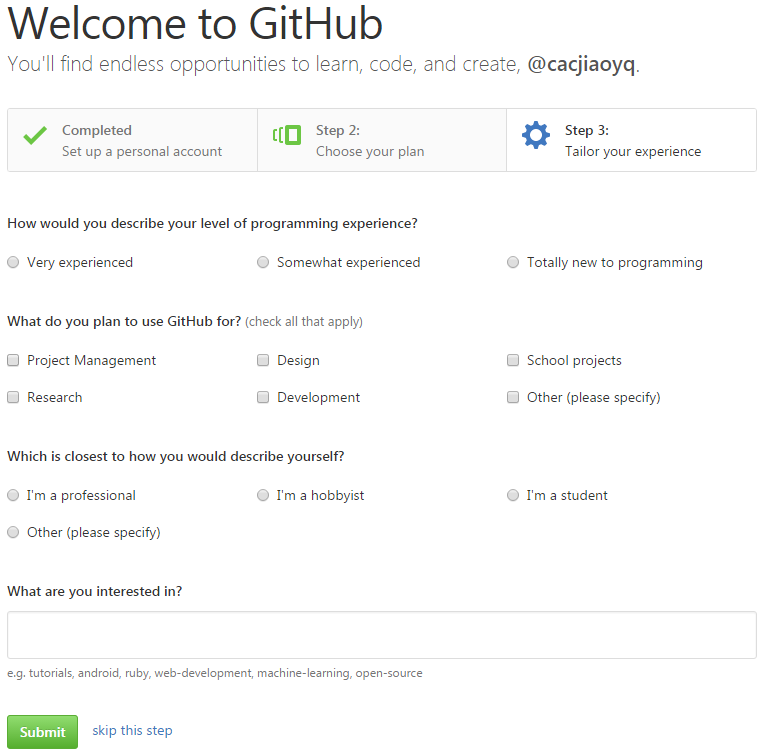 Welcome to GitHub
You'll find endless opportunities to learn, code, and create, @cacjiaoyq.
Completed
Set up a personal account
Step 2:
Choose your plan
Step 3:
Tailor your experience
How would you describe your level of programming experience?
Very experienced
Somewhat experienced
Totally new to programming
What do you plan to use GitHub for? (check all that apply)
Project Management
Design
School projects
Research
Development
Other (please specify)
Which is closest to how you would describe yourself?
I'm a professional
I'm a hobbyist
I'm a student
Other (please specify)
What are you interested in?
e.g. tutorials, android, ruby, web-development, machine-learning, open-source
Submit
skip this step